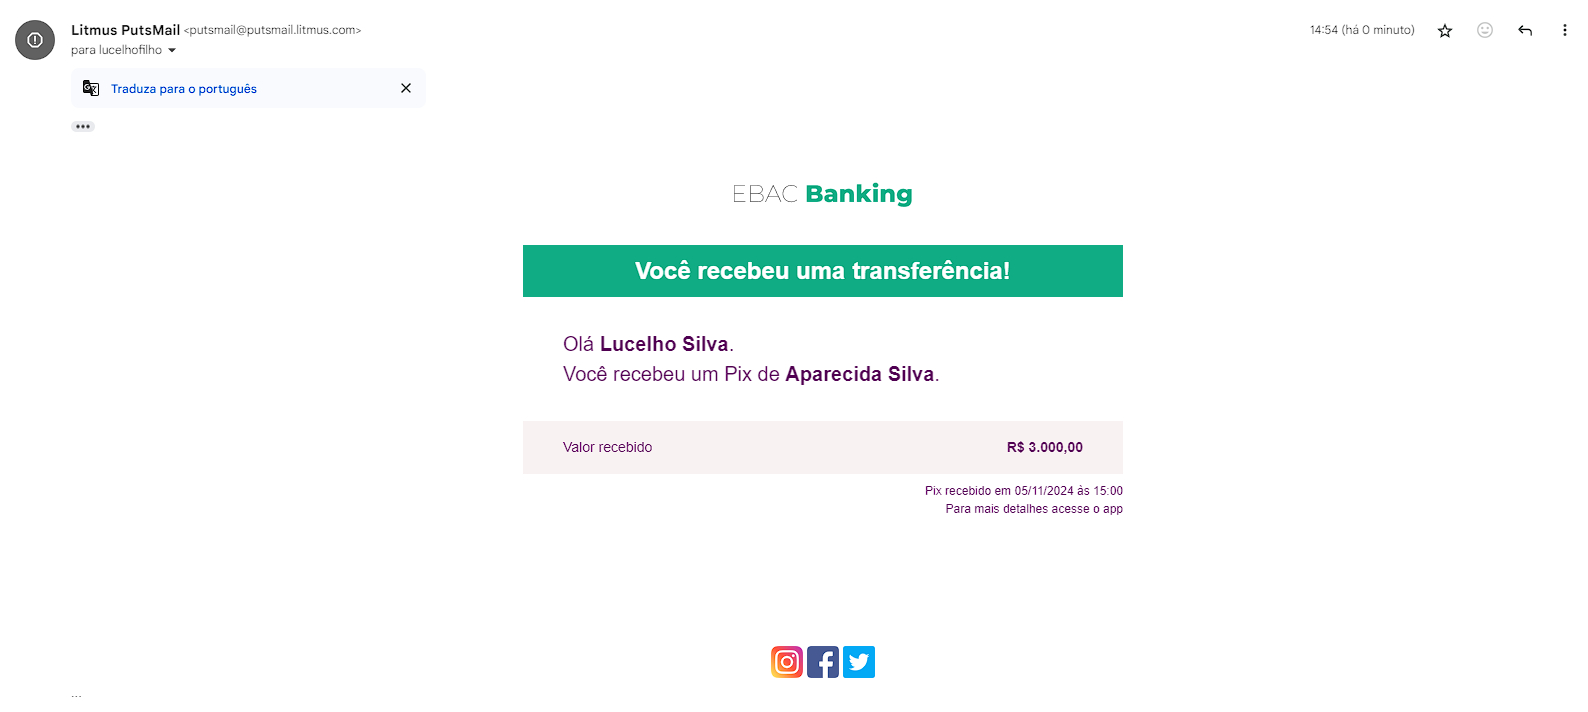 Litmus PutsMail <putsmail@putsmail.litmus.com>
14:54 (há 0 minuto)
para lucelhofilho
Traduza para o português
EBAC Banking
Você recebeu uma transferência!
Olá Lucelho Silva.
Você recebeu um Pix de Aparecida Silva.
Valor recebido R$ 3.000,00
Pix recebido em 05/11/2024 ás 15:00
Para mais detalhes acesse o app
...